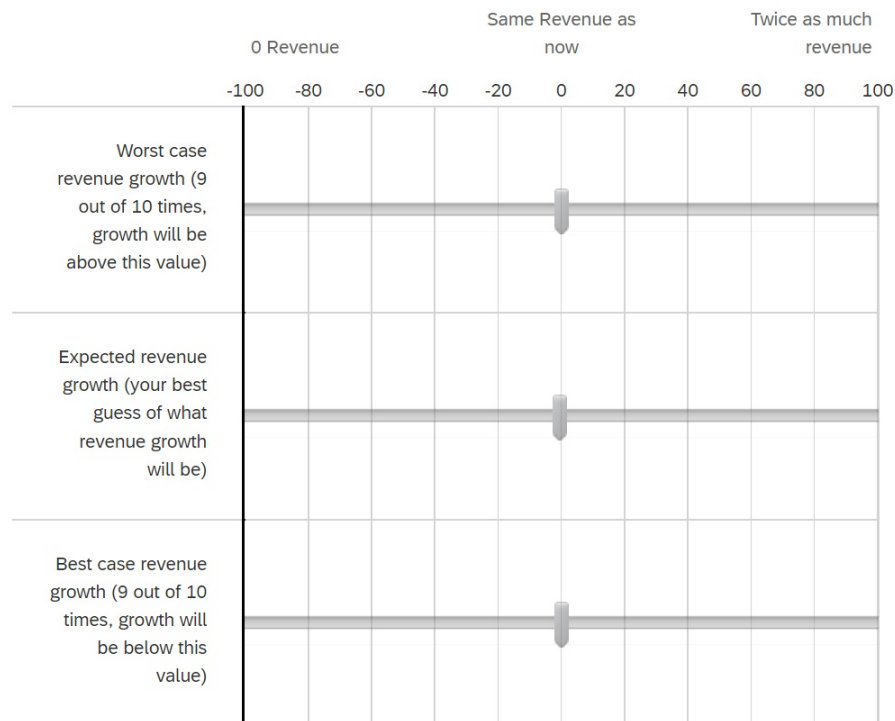 Same Revenue as
Twice as much
0 Revenue
now
revenue
-100 -80 -60 -40 -20 0 20 40 60 80 100
Worst case
revenue growth (9
out of 10 times,
growth will be
above this value)
Expected revenue
growth (your best
guess of what
revenue growth
will be)
Best case revenue
growth (9 out of 10
times, growth will
be below this
value)